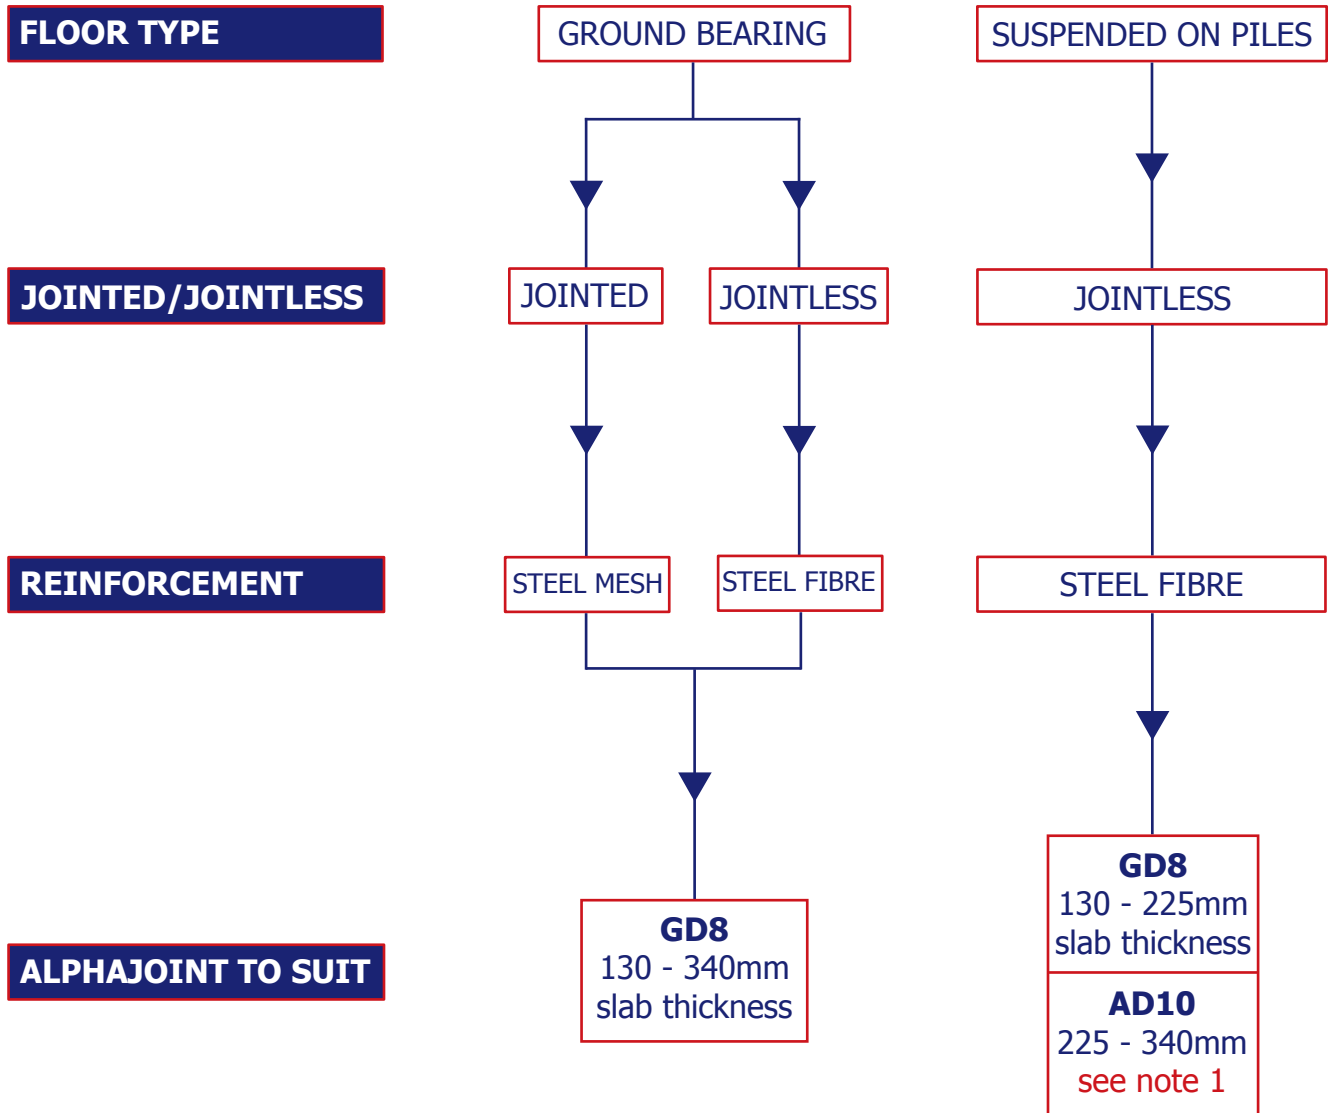 FLOOR TYPE
GROUND BEARING
SUSPENDED ON PILES
JOINTED/JOINTLESS
JOINTED
JOINTLESS
JOINTLESS
REINFORCEMENT
STEEL MESH
STEEL FIBRE
STEEL FIBRE
ALPHAJOINT TO SUIT
GD8
130 - 340mm
slab thickness
GD8
130 - 225mm
slab thickness
AD10
225 - 340mm
see note 1